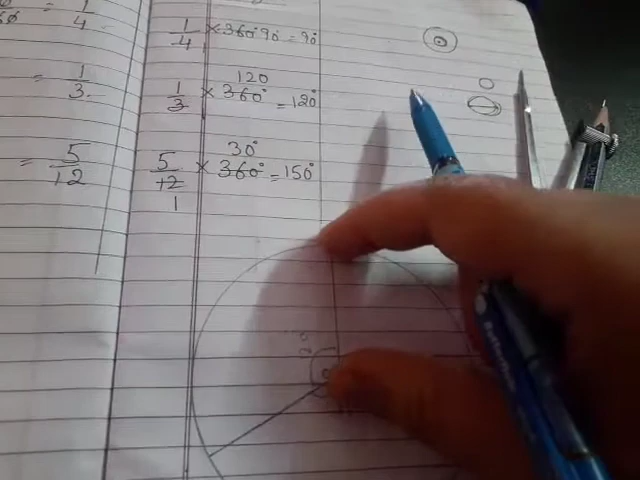 = 1/4 1/4 × 360° 90 = 90°
120
= 1/3 1/3 × 360° = 120°
30°
= 5/12 5/12 × 360° = 150°
1